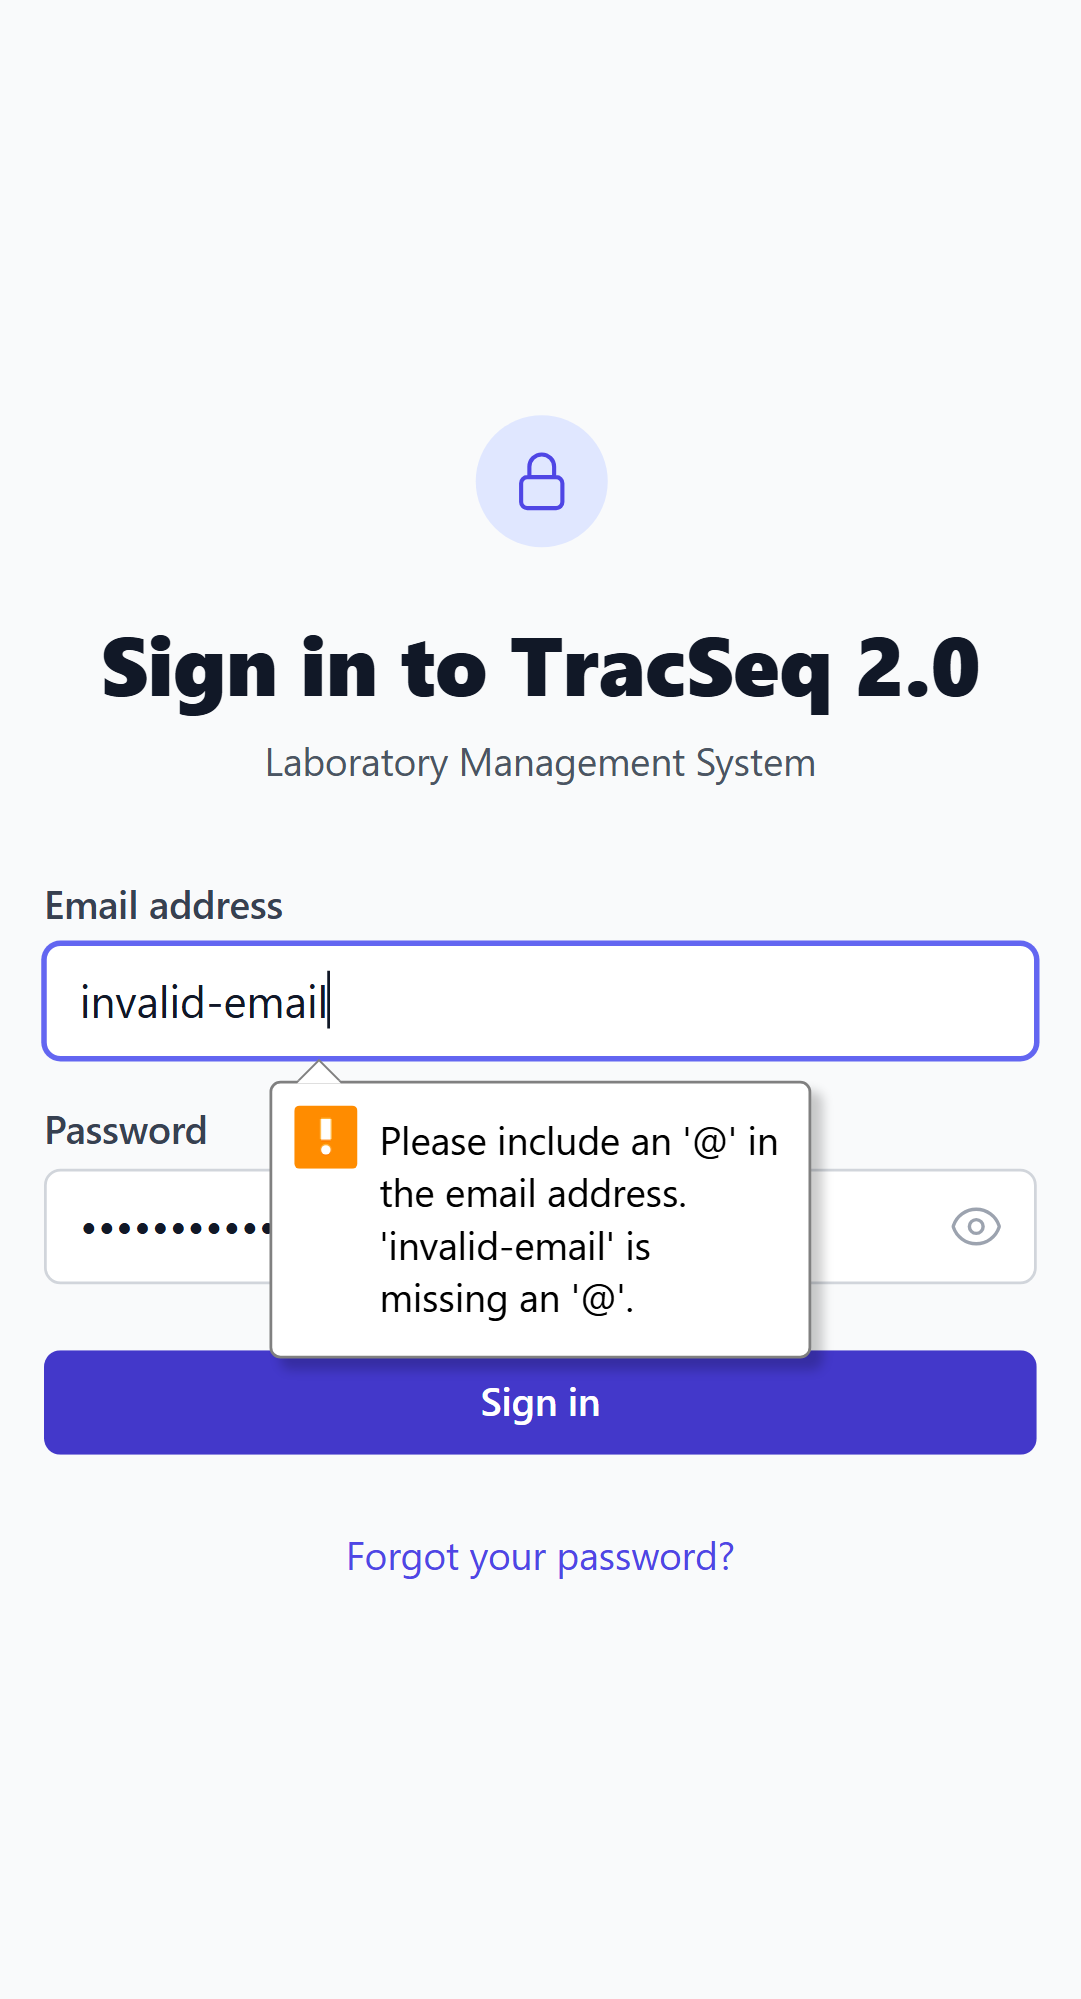 Sign in to TracSeq 2.0
Laboratory Management System
Email address
invalid-email
Password
•••••••••••
Please include an '@' in
the email address.
'invalid-email' is
missing an '@'.
Sign in
Forgot your password?